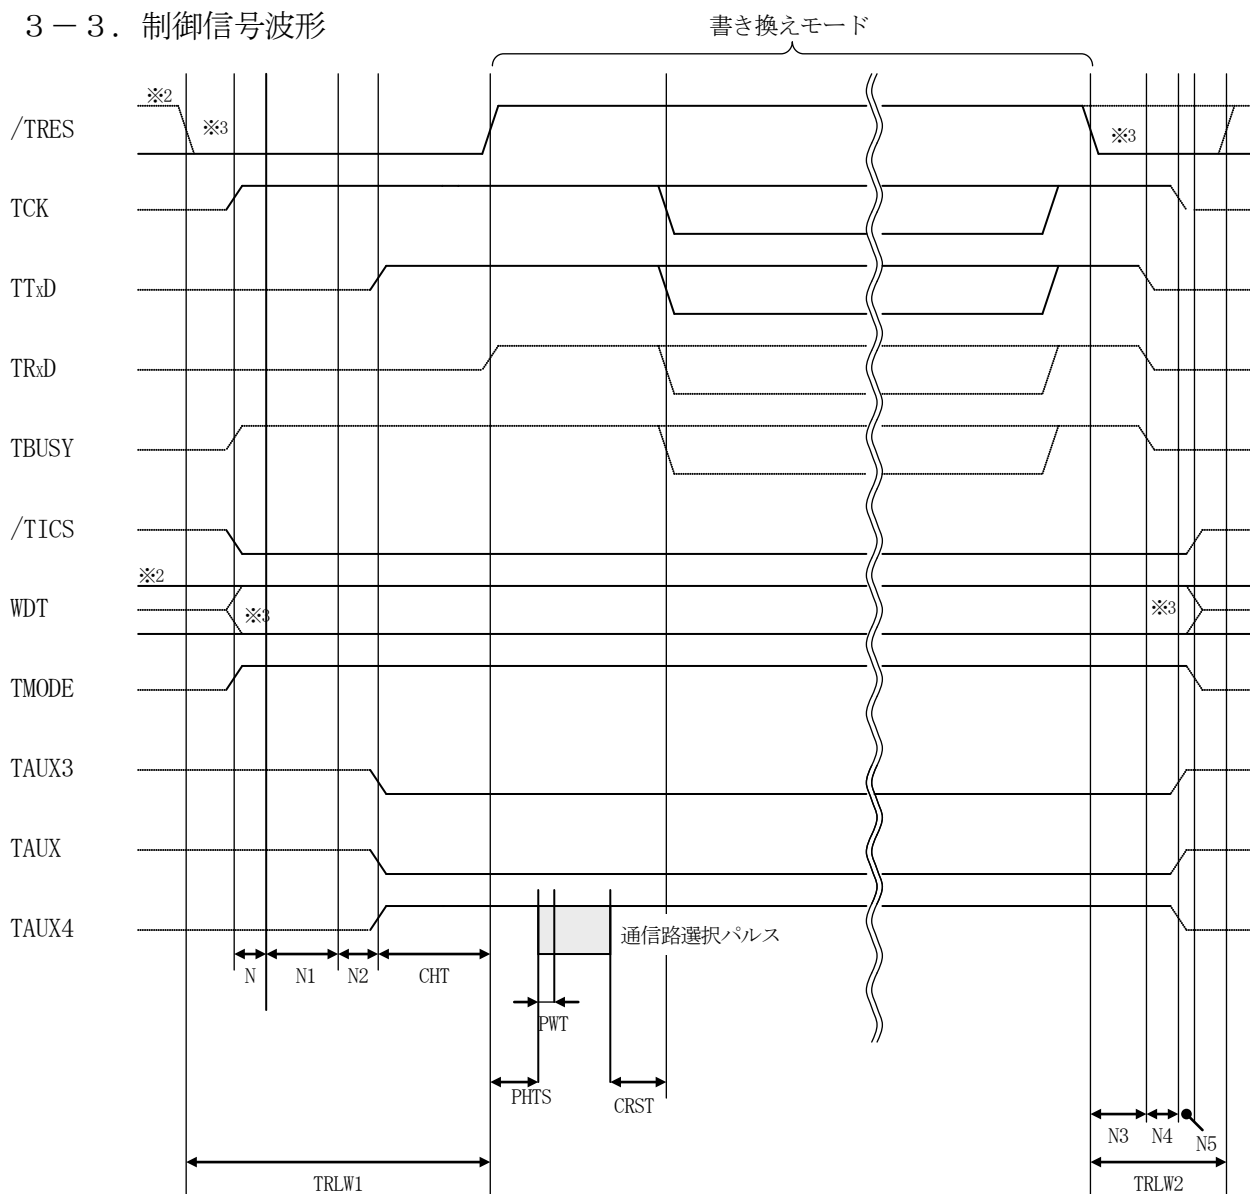 ３－３．制御信号波形
書き換えモード
※2
/TRES
※3
※3
TCK
TTxD
TRxD
TBUSY
/TICS
※2
WDT
※3
※3
TMODE
TAUX3
TAUX
TAUX4
通信路選択パルス
N
N1
N2
CHT
PWT
PHTS
CRST
N3
N4
N5
TRLW1
TRLW2